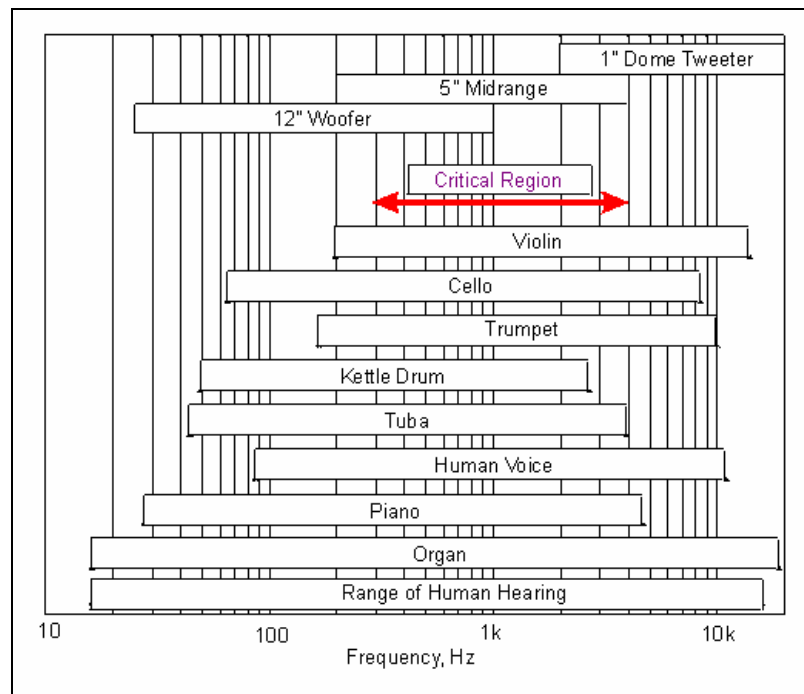 1" Dome Tweeter
5" Midrange
12" Woofer
Critical Region
Violin
Cello
Trumpet
Kettle Drum
Tuba
Human Voice
Piano
Organ
Range of Human Hearing
10 100 1k 10k
Frequency, Hz